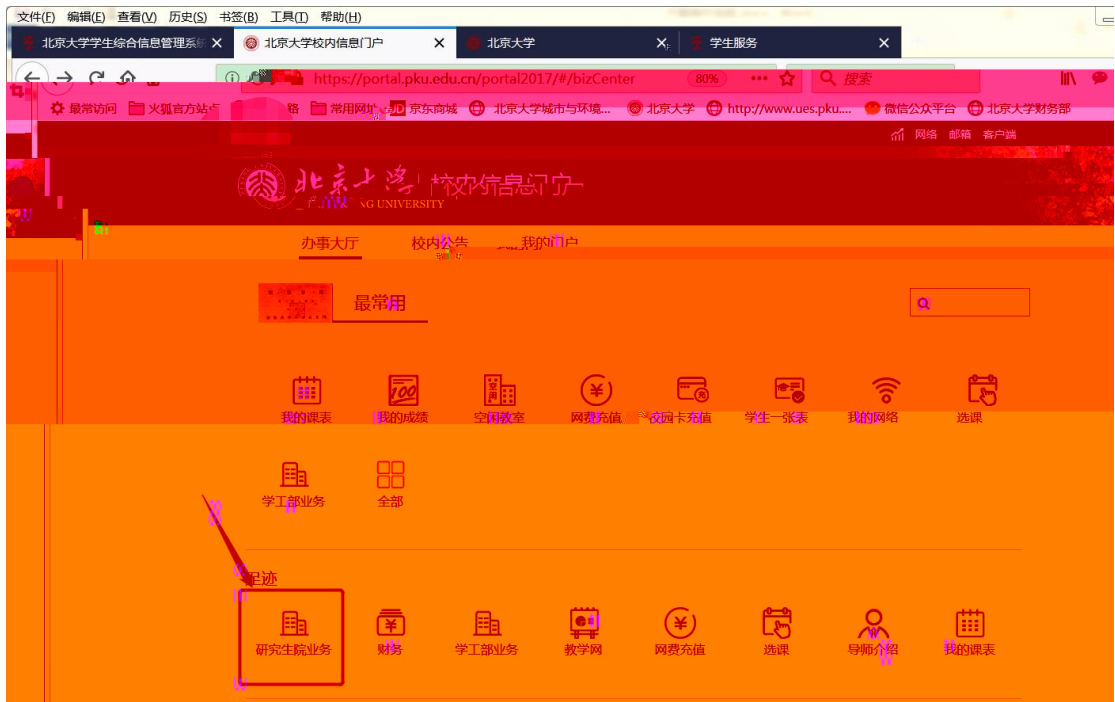 文件(F) 编辑(E) 查看(V) 历史(S) 书签(B) 工具(T) 帮助(H)
北京大学学生综合信息管理系统 北京大学校内信息门户 北京大学 学生服务
https://portal.pku.edu.cn/portal2017/#/bizCenter 80% 搜索
最常访问 火狐官方站点 常用网址 JD 京东商城 北京大学城市与环境... 北京大学 http://www.ues.pku.... 微信公众平台 北京大学财务部
网络 邮箱 客户端
北京大学 校内信息门户
NG UNIVERSITY
办事大厅 校内公告 我的门户
最常用
我的课表 我的成绩 空闲教室 网费充值 校园卡充值 学生一张表 我的网络 选课
学工部业务 全部
足迹
研究生院业务 财务 学工部业务 教学网 网费充值 选课 导师介绍 我的课表